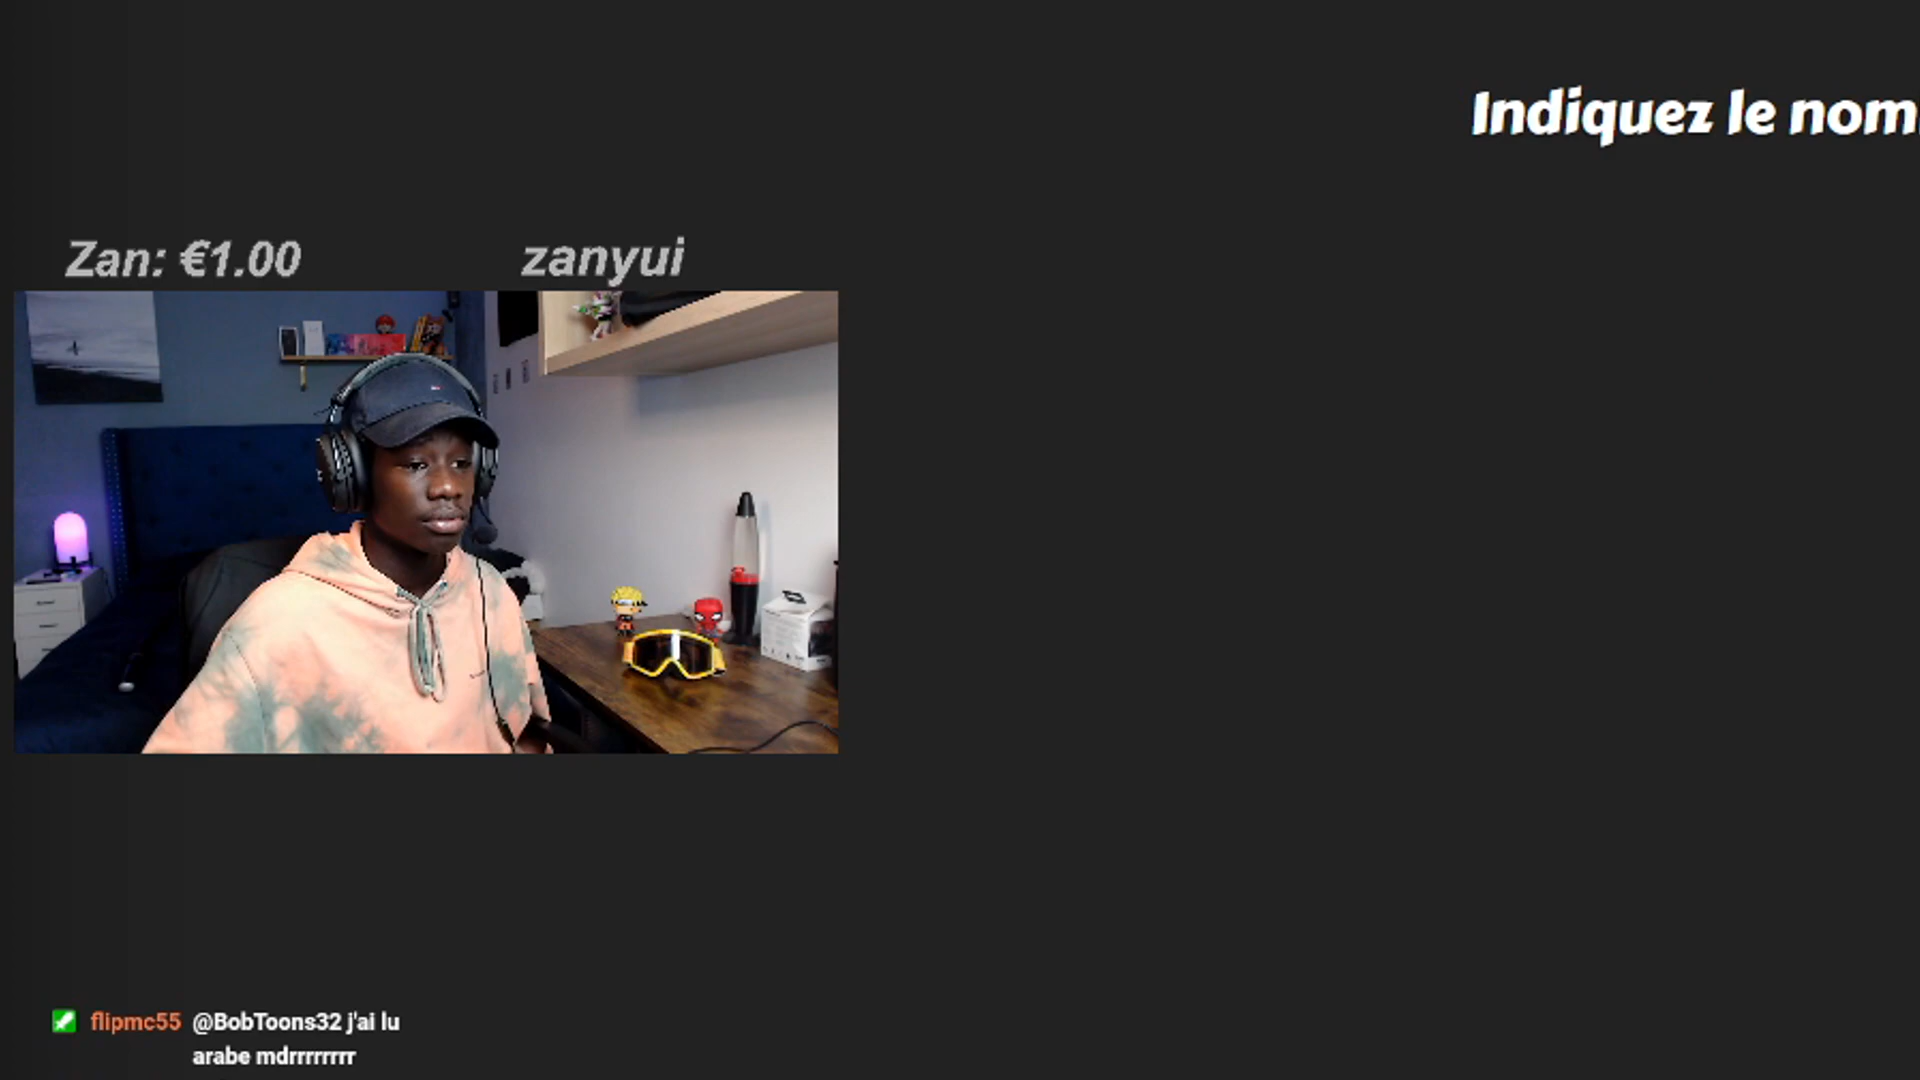 Indiquez le nom
Zan: €1.00
zanyui
flipmc55 @BobToons32 j'ai lu
arabe mdrrrrrrrr